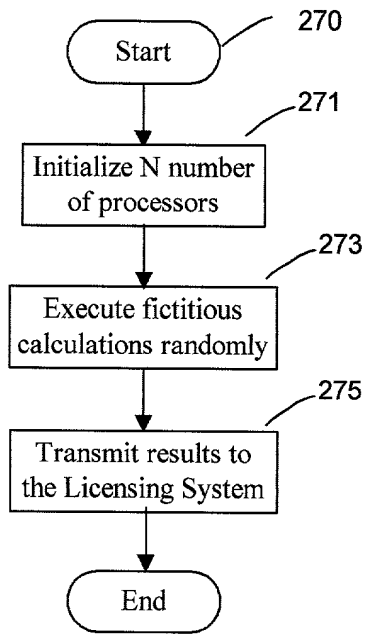 270
Start
271
Initialize N number
of processors
273
Execute fictitious
calculations randomly
275
Transmit results to
the Licensing System
End